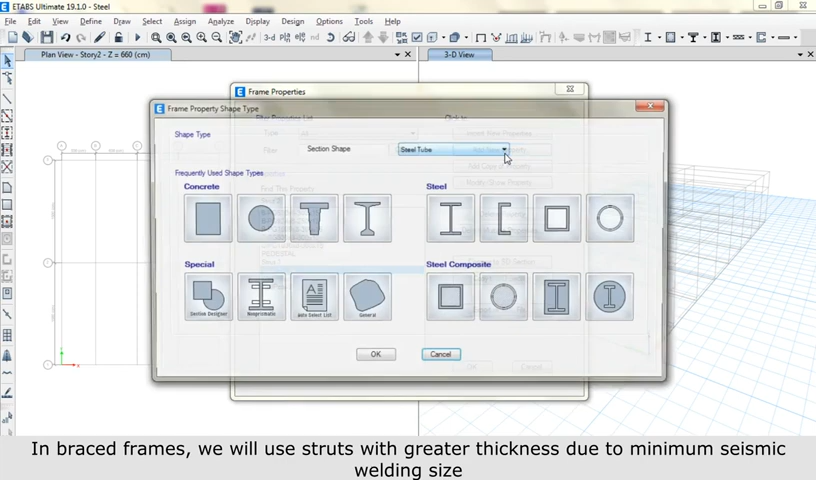 ETABS Ultimate 19.1.0 - Steel
File Edit View Define Draw Select Assign Analyze Display Design Options Tools Help
Plan View - Story2 - Z = 660 (cm)
3-D View
Frame Properties
Frame Property Shape Type
Shape Type
Section Shape
Steel Tube
Frequently Used Shape Types
Concrete
Steel
Special
Steel Composite
Section Designer
Nonprismatic
Auto Select List
General
OK
Cancel
In braced frames, we will use struts with greater thickness due to minimum seismic
welding size